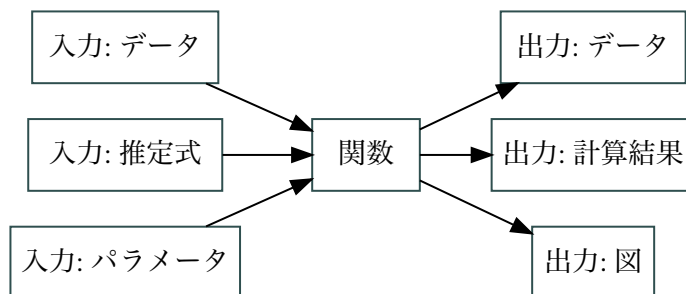 入力: データ
入力: 推定式
入力: パラメータ
関数
出力: データ
出力: 計算結果
出力: 図